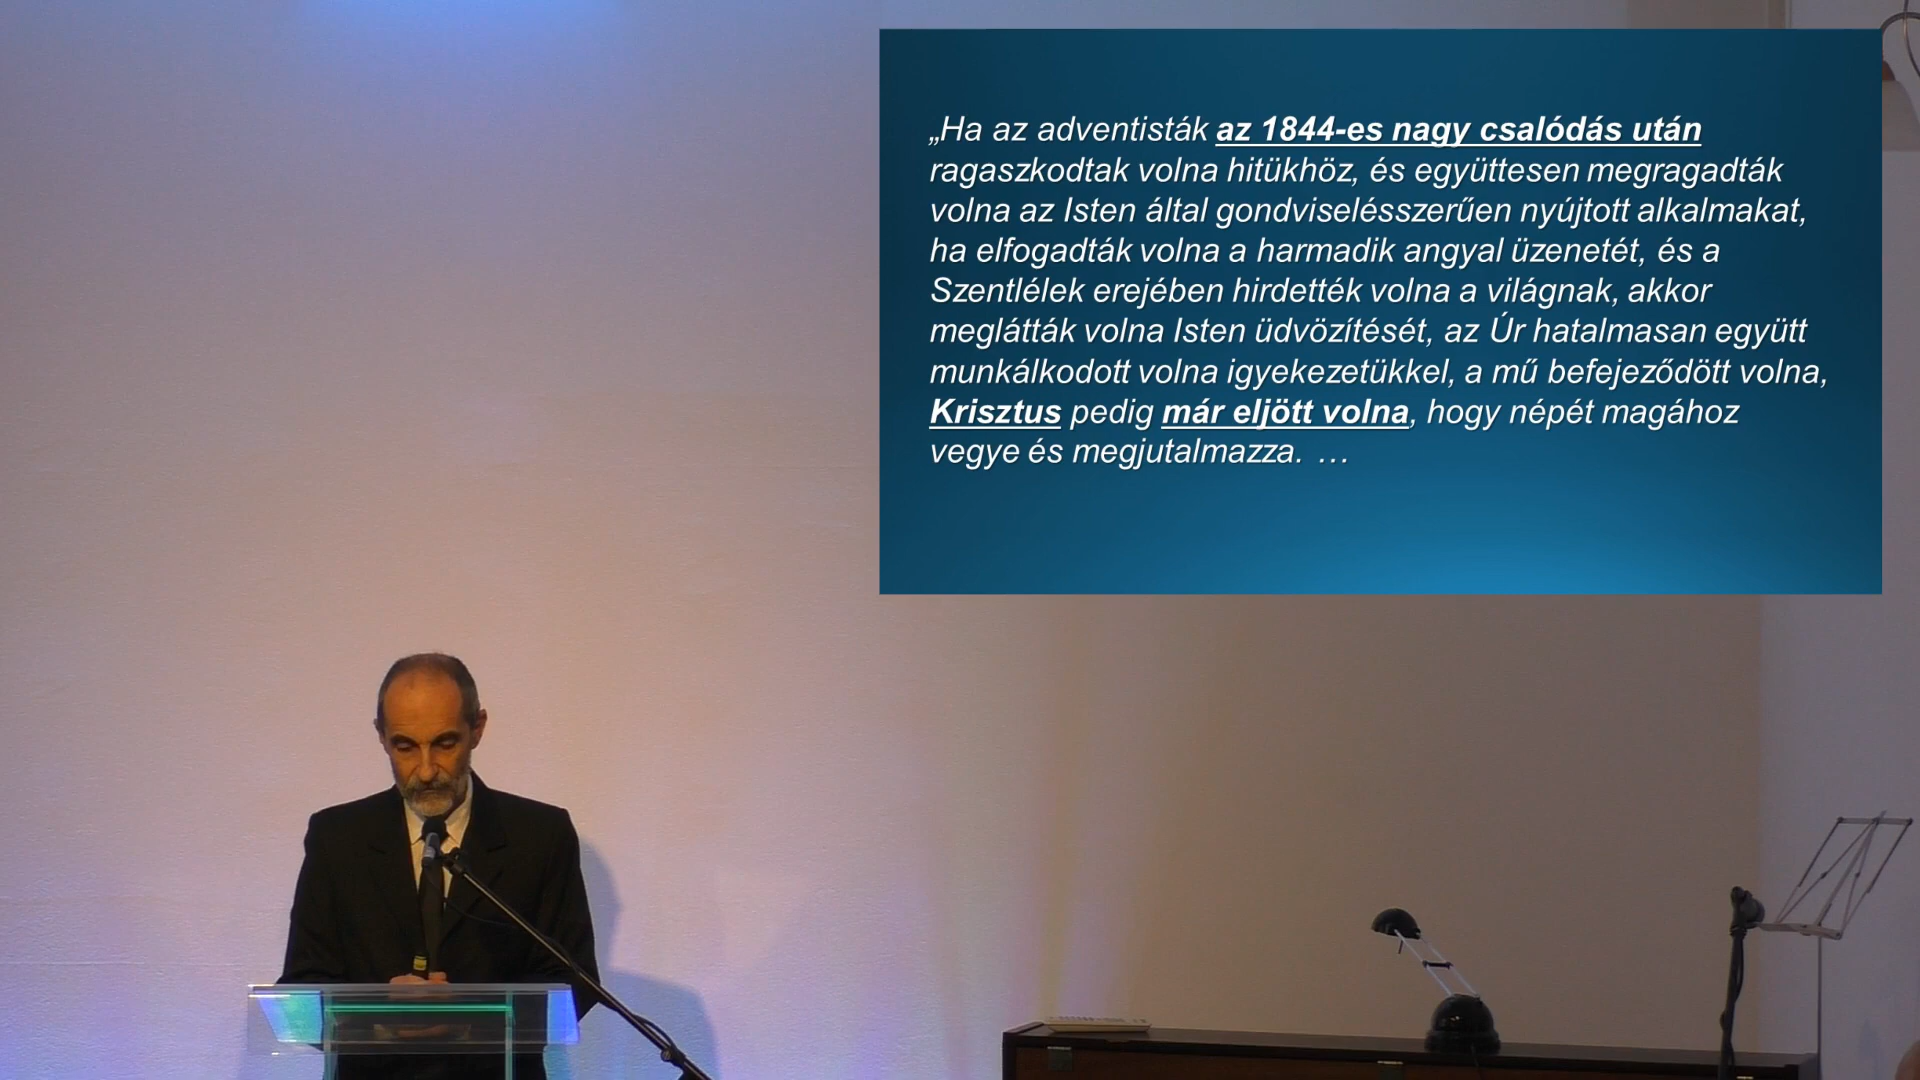 „Ha az adventisták az 1844-es nagy csalódás után
ragaszkodtak volna hitükhöz, és együttesen megragadták
volna az Isten által gondviselésszerűen nyújtott alkalmakat,
ha elfogadták volna a harmadik angyal üzenetét, és a
Szentlélek erejében hirdették volna a világnak, akkor
meglátták volna Isten üdvözítését, az Úr hatalmasan együtt
munkálkodott volna igyekezetükkel, a mű befejeződött volna,
Krisztus pedig már eljött volna, hogy népét magához
vegye és megjutalmazza. …